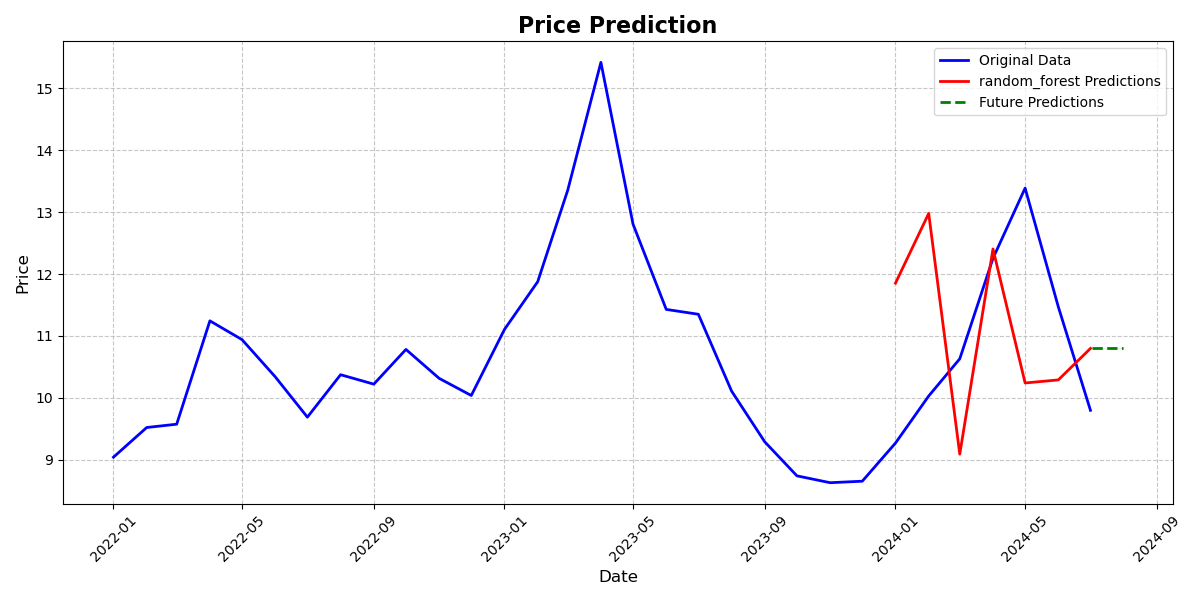 Price Prediction
Original Data
random_forest Predictions
Future Predictions
Price
15
14
13
12
11
10
9
2022-01
2022-05
2022-09
2023-01
2023-05
2023-09
2024-01
2024-05
2024-09
Date